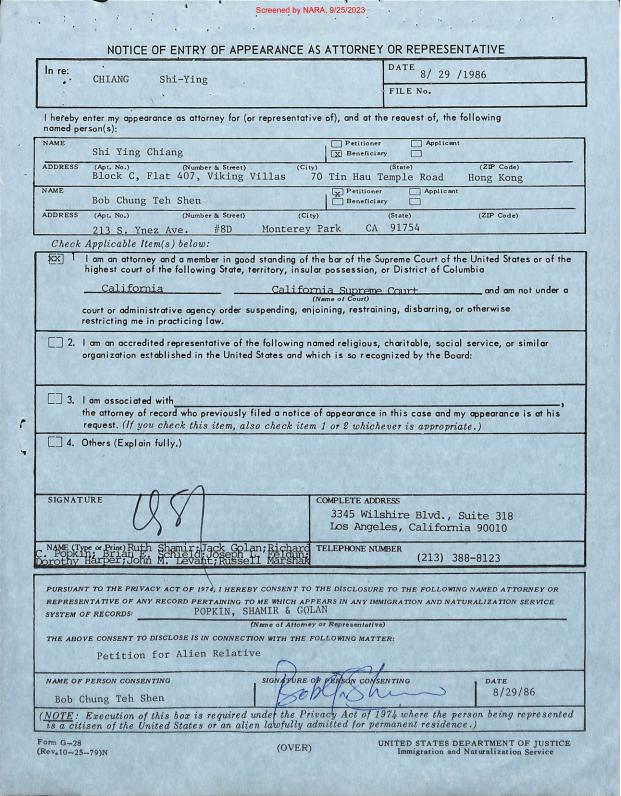 Screened by NARA, 9/25/2023
NOTICE OF ENTRY OF APPEARANCE AS ATTORNEY OR REPRESENTATIVE
In re:
CHIANG Shi-Ying
DATE
8/ 29 /1986
FILE No.
I hereby enter my appearance as attorney for (or representative of), and at the request of, the following
named person(s):
NAME
Petitioner Applicant
Shi Ying Chiang
X Beneficiary
ADDRESS (Apt. No.) (Number & Street) (City) (State) (ZIP Code)
Block C, Flat 407, Viking Villas 70 Tin Hau Temple Road Hong Kong
NAME
X Petitioner Applicant
Bob Chung Teh Shen
Beneficiary
ADDRESS (Apt. No.) (Number & Street) (City) (State) (ZIP Code)
213 S. Ynez Ave. #8D Monterey Park CA 91754
Check Applicable Item(s) below:
XX 1 I am an attorney and a member in good standing of the bar of the Supreme Court of the United States or of the
highest court of the following State, territory, insular possession, or District of Columbia
California California Supreme Court and am not under a
(Name of Court)
court or administrative agency order suspending, enjoining, restraining, disbarring, or otherwise
restricting me in practicing law.
2. I am an accredited representative of the following named religious, charitable, social service, or similar
organization established in the United States and which is so recognized by the Board:
3. I am associated with ,
the attorney of record who previously filed a notice of appearance in this case and my appearance is at his
request. (If you check this item, also check item 1 or 2 whichever is appropriate.)
4. Others (Explain fully.)
SIGNATURE
COMPLETE ADDRESS
3345 Wilshire Blvd., Suite 318
Los Angeles, California 90010
NAME (Type or Print) Ruth Shamir; Jack Golan; Richard
C. Popkin; Brian E. Schield; Joseph L. Feldun;
Dorothy Harper; John M. Levant; Russell Marshak
TELEPHONE NUMBER
(213) 388-8123
PURSUANT TO THE PRIVACY ACT OF 1974, I HEREBY CONSENT TO THE DISCLOSURE TO THE FOLLOWING NAMED ATTORNEY OR
REPRESENTATIVE OF ANY RECORD PERTAINING TO ME WHICH APPEARS IN ANY IMMIGRATION AND NATURALIZATION SERVICE
SYSTEM OF RECORDS: POPKIN, SHAMIR & GOLAN
(Name of Attorney or Representative)
THE ABOVE CONSENT TO DISCLOSE IS IN CONNECTION WITH THE FOLLOWING MATTER:
Petition for Alien Relative
NAME OF PERSON CONSENTING
Bob Chung Teh Shen
SIGNATURE OF PERSON CONSENTING
DATE
8/29/86
(NOTE: Execution of this box is required under the Privacy Act of 1974 where the person being represented
is a citizen of the United States or an alien lawfully admitted for permanent residence.)
Form G-28
(Rev.10-25-79)N
(OVER)
UNITED STATES DEPARTMENT OF JUSTICE
Immigration and Naturalization Service